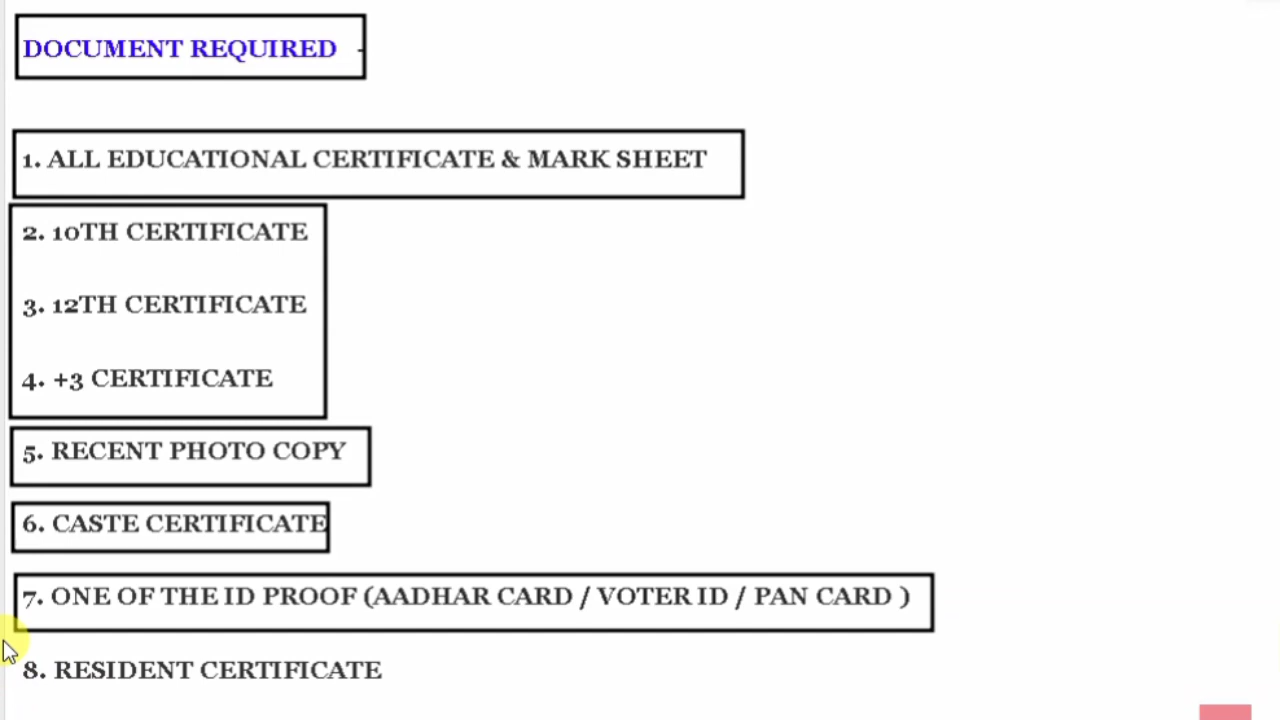 DOCUMENT REQUIRED -
1. ALL EDUCATIONAL CERTIFICATE & MARK SHEET
2. 10TH CERTIFICATE
3. 12TH CERTIFICATE
4. +3 CERTIFICATE
5. RECENT PHOTO COPY
6. CASTE CERTIFICATE
7. ONE OF THE ID PROOF (AADHAR CARD / VOTER ID / PAN CARD )
8. RESIDENT CERTIFICATE